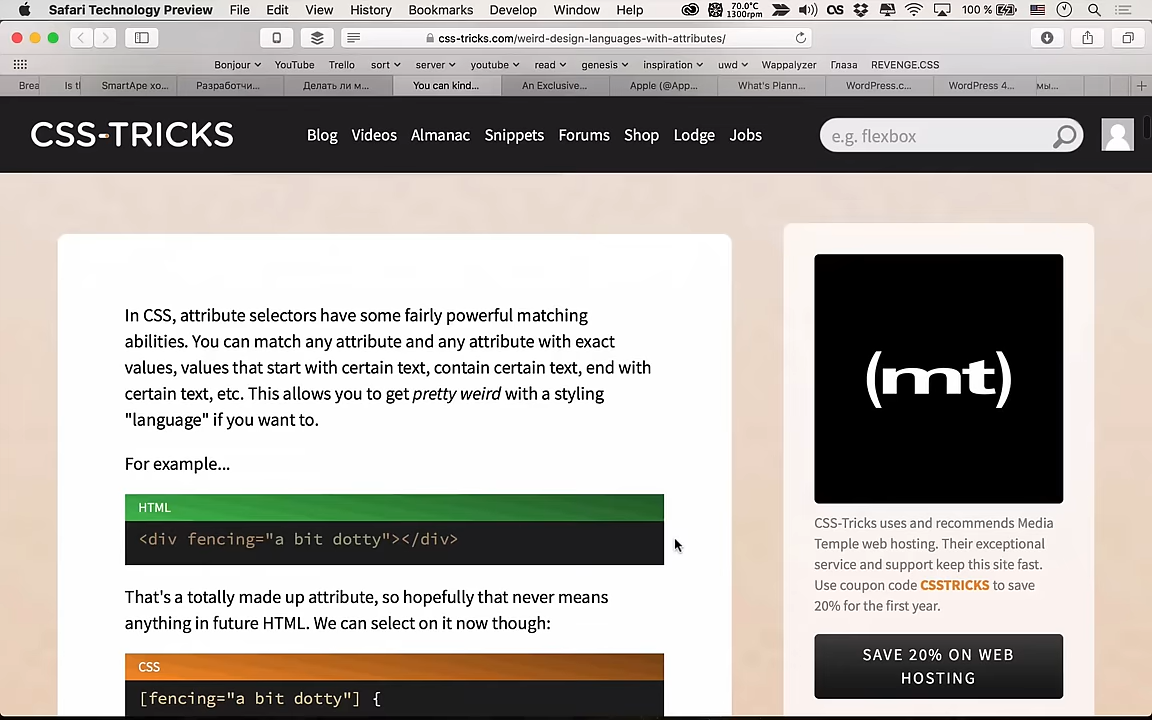 Safari Technology Preview File Edit View History Bookmarks Develop Window Help 70.0°C 1300rpm 100 %
css-tricks.com/weird-design-languages-with-attributes/
Bonjour YouTube Trello sort server youtube read genesis inspiration uwd Wappalyzer Глаза REVENGE.CSS
Brea Is tl SmartApe xo... Разработчи... Делать ли м... You can kind... An Exclusive... Apple (@App... What's Plann... WordPress.c... WordPress 4... мы...
CSS-TRICKS Blog Videos Almanac Snippets Forums Shop Lodge Jobs e.g. flexbox
In CSS, attribute selectors have some fairly powerful matching
abilities. You can match any attribute and any attribute with exact
values, values that start with certain text, contain certain text, end with
certain text, etc. This allows you to get pretty weird with a styling
"language" if you want to.
For example...
HTML
<div fencing="a bit dotty"></div>
That's a totally made up attribute, so hopefully that never means
anything in future HTML. We can select on it now though:
CSS
[fencing="a bit dotty"] {
(mt)
CSS-Tricks uses and recommends Media
Temple web hosting. Their exceptional
service and support keep this site fast.
Use coupon code CSSTRICKS to save
20% for the first year.
SAVE 20% ON WEB
HOSTING